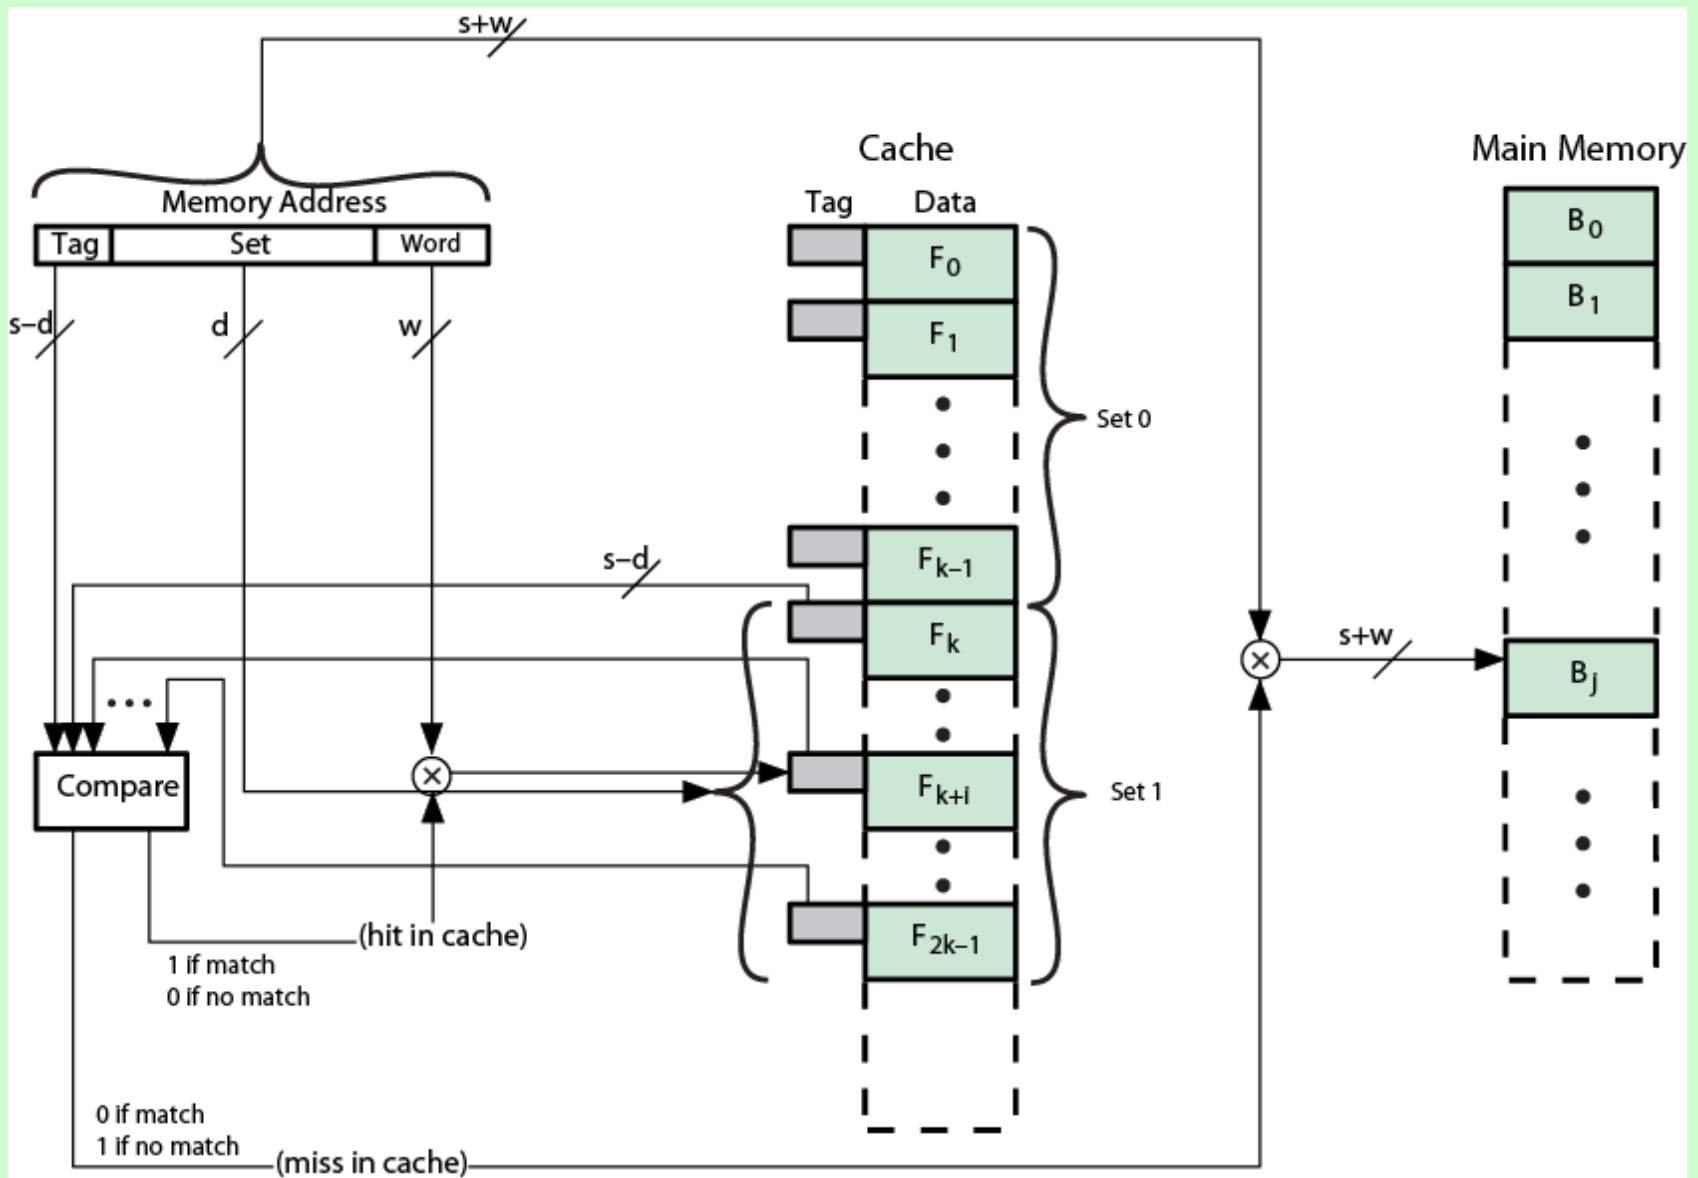 s+w
Cache
Main Memory
Memory Address
Tag Data
Tag Set Word
F0
B0
B1
s–d
d
w
F1
Set 0
s–d
Fk–1
Fk
s+w
Bj
Compare
Fk+i
Set 1
(hit in cache)
F2k–1
1 if match
0 if no match
0 if match
1 if no match
(miss in cache)